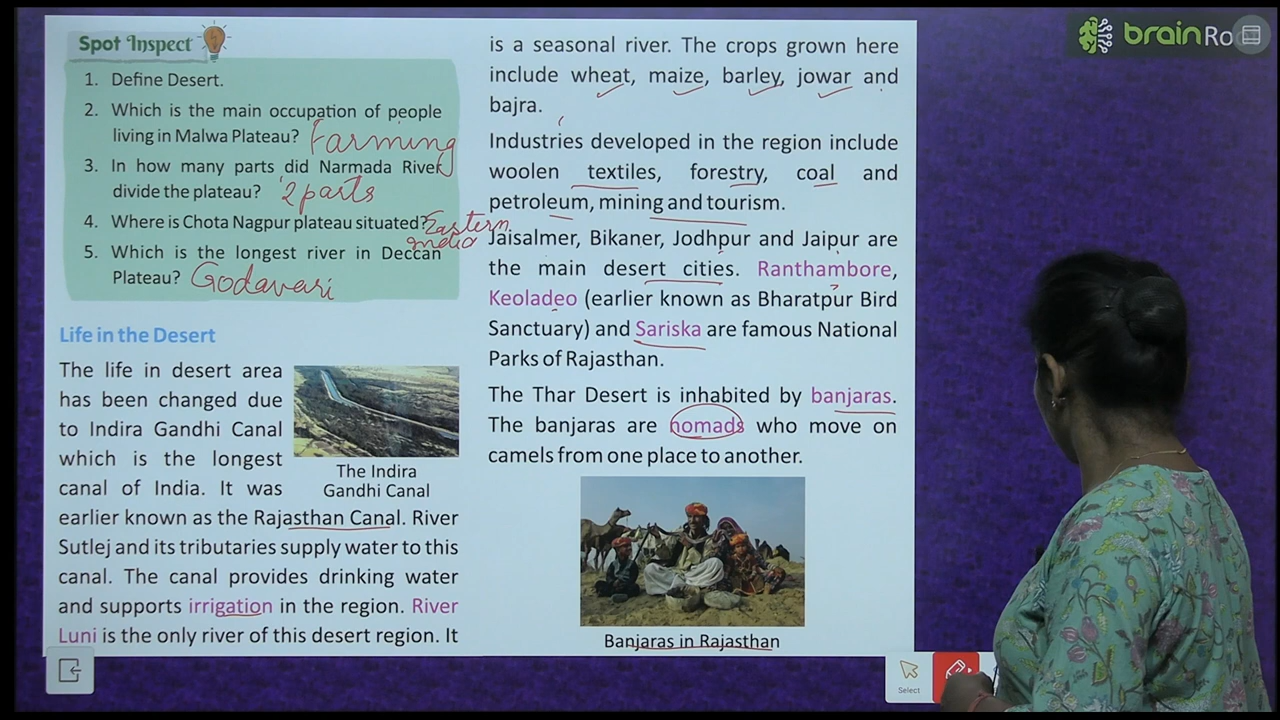 Spot Inspect
1. Define Desert.
2. Which is the main occupation of people
living in Malwa Plateau? Farming
3. In how many parts did Narmada River
divide the plateau? 2 parts
4. Where is Chota Nagpur plateau situated? Eastern
India
5. Which is the longest river in Deccan
Plateau? Godavari
Life in the Desert
The life in desert area
has been changed due
to Indira Gandhi Canal
which is the longest
canal of India. It was
The Indira
Gandhi Canal
earlier known as the Rajasthan Canal. River
Sutlej and its tributaries supply water to this
canal. The canal provides drinking water
and supports irrigation in the region. River
Luni is the only river of this desert region. It
is a seasonal river. The crops grown here
include wheat, maize, barley, jowar and
bajra.
Industries developed in the region include
woolen textiles, forestry, coal and
petroleum, mining and tourism.
Jaisalmer, Bikaner, Jodhpur and Jaipur are
the main desert cities. Ranthambore,
Keoladeo (earlier known as Bharatpur Bird
Sanctuary) and Sariska are famous National
Parks of Rajasthan.
The Thar Desert is inhabited by banjaras.
The banjaras are nomads who move on
camels from one place to another.
Banjaras in Rajasthan
brain Ro
Select